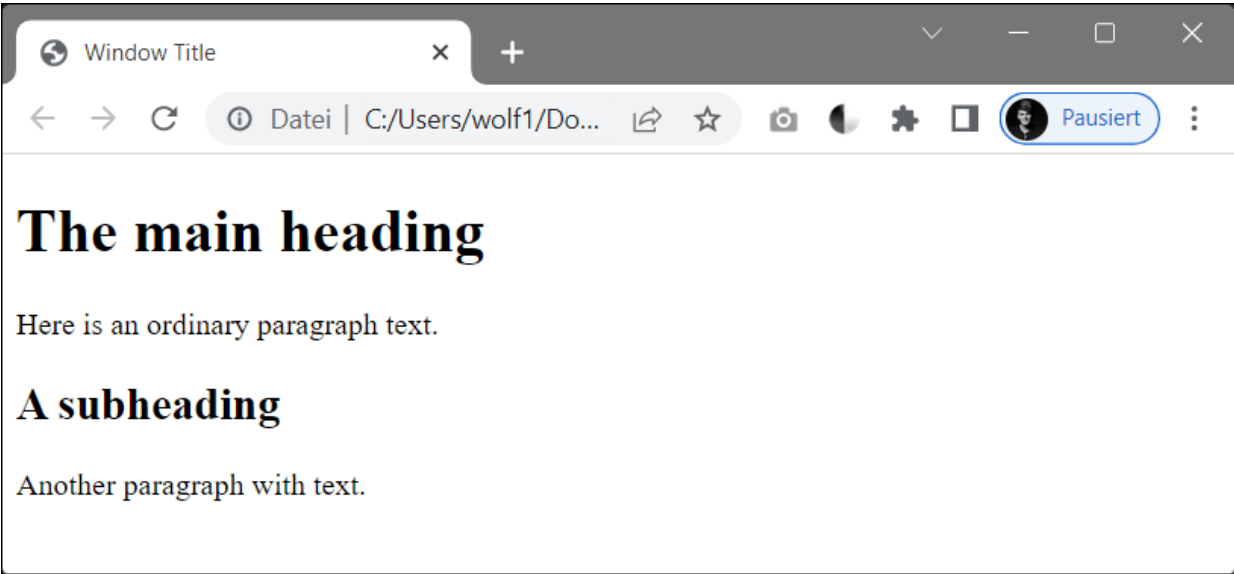 Window Title
Datei | C:/Users/wolf1/Do...
Pausiert
The main heading
Here is an ordinary paragraph text.
A subheading
Another paragraph with text.